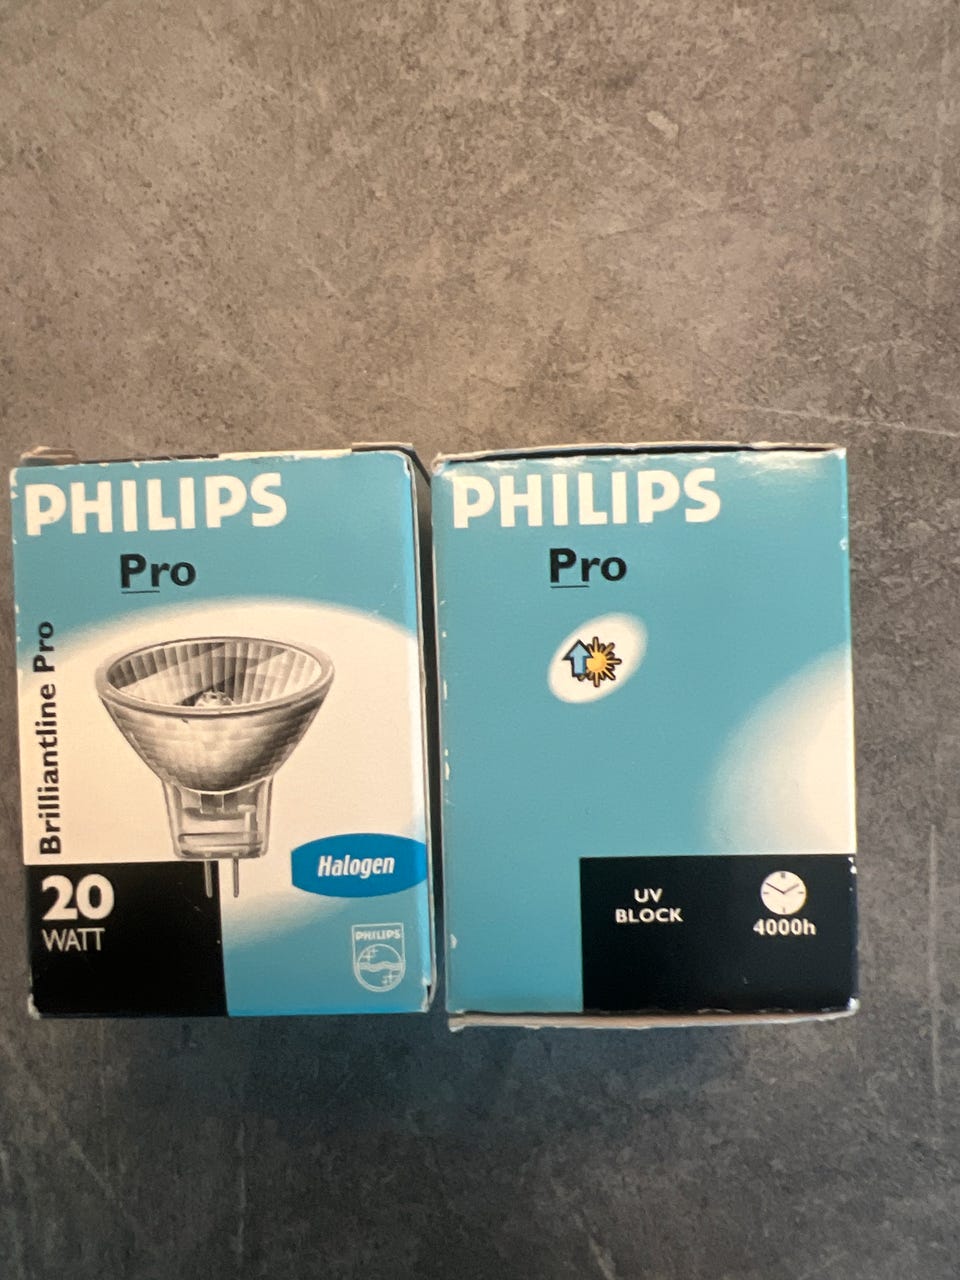 PHILIPS
Pro
Brilliantline Pro
Halogen
20
WATT
PHILIPS
PHILIPS
Pro
UV
BLOCK
4000h